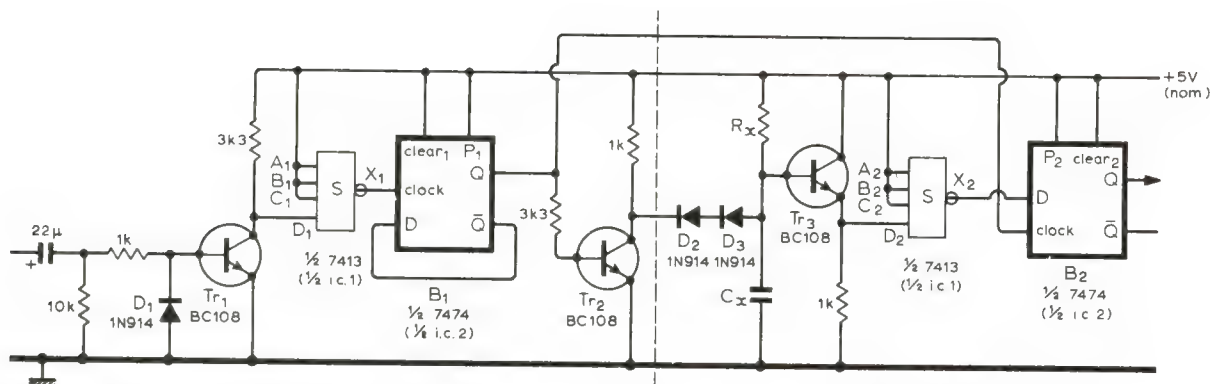 +5V
(nom)
3k3
A₁
B₁
C₁
S
X₁
D₁
½ 7413
(½ i.c.1)
22μ
+
1k
10k
D₁
1N914
Tr₁
BC108
clear₁
P₁
Q
clock
D
Q̅
B₁
½ 7474
(½ i.c.2)
3k3
1k
Tr₂
BC108
D₂
1N914
D₃
1N914
Rₓ
Cₓ
Tr₃
BC108
1k
A₂
B₂
C₂
S
X₂
D₂
½ 7413
(½ ic 1)
P₂
clear₂
Q
D
clock
Q̅
B₂
½ 7474
(½ ic 2)